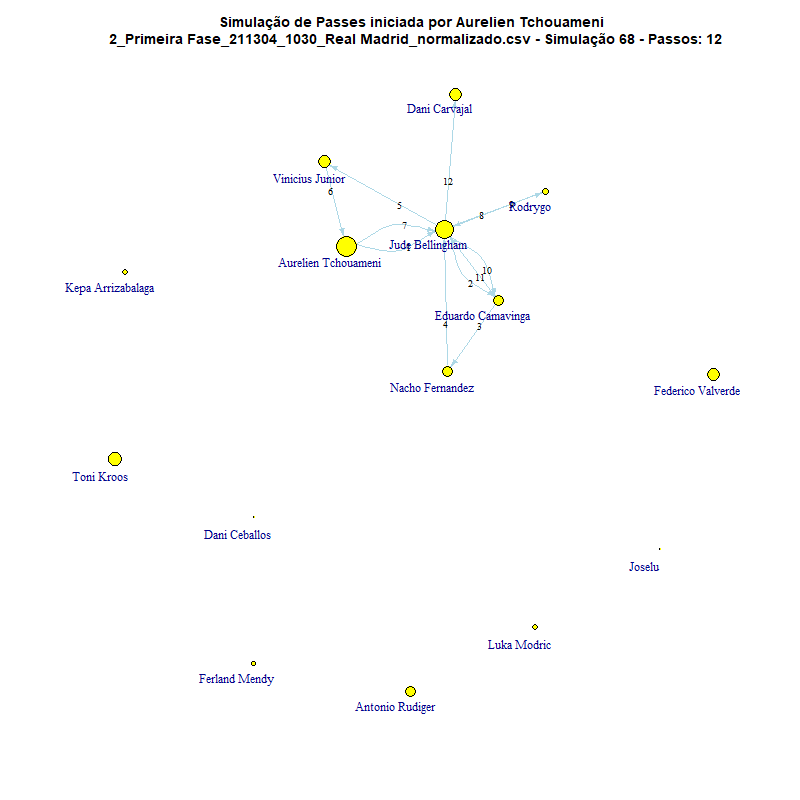 Simulação de Passes iniciada por Aurelien Tchouameni
2_Primeira Fase_211304_1030_Real Madrid_normalizado.csv - Simulação 68 - Passos: 12
Dani Carvajal
12
Vinicius Junior
6
5
8
9
Rodrygo
7
1
Jude Bellingham
Aurelien Tchouameni
10
11
2
Kepa Arrizabalaga
Eduardo Camavinga
4
3
Nacho Fernandez
Federico Valverde
Toni Kroos
Dani Ceballos
Joselu
Luka Modric
Ferland Mendy
Antonio Rudiger